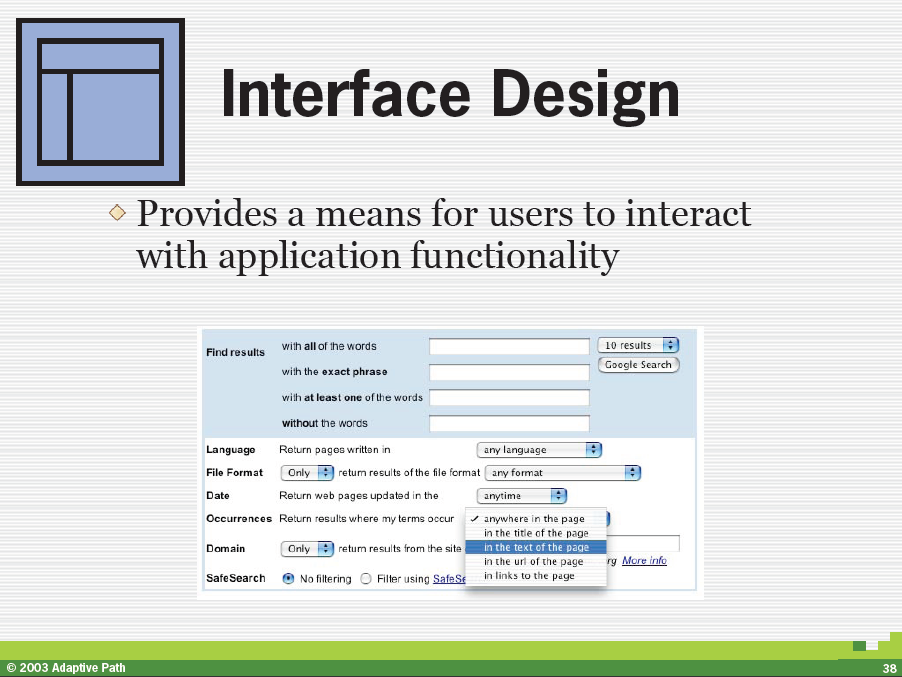 Interface Design
Provides a means for users to interact
with application functionality
Find results
with all of the words
10 results
Google Search
with the exact phrase
with at least one of the words
without the words
Language Return pages written in any language
File Format Only return results of the file format any format
Date Return web pages updated in the anytime
Occurrences Return results where my terms occur
✓ anywhere in the page
in the title of the page
in the text of the page
in the url of the page
in links to the page
Domain Only return results from the site
More info
SafeSearch No filtering Filter using
© 2003 Adaptive Path 38